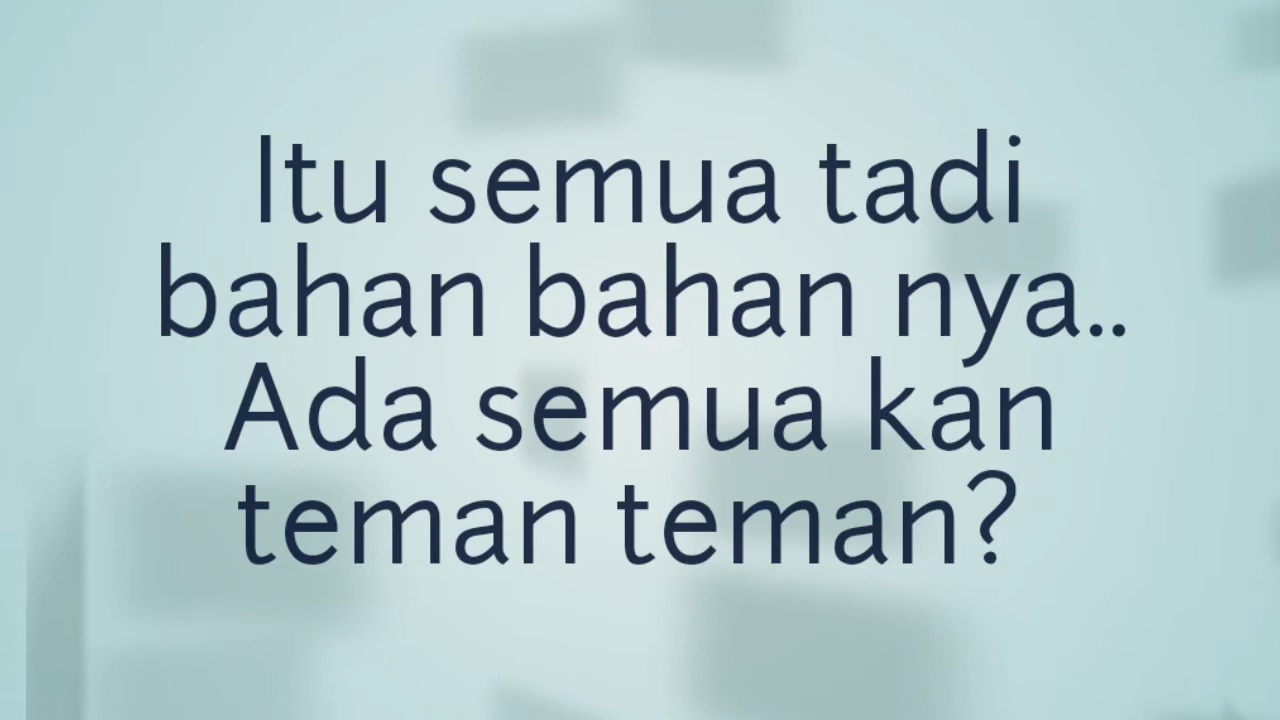 Itu semua tadi
bahan bahan nya..
Ada semua kan
teman teman?